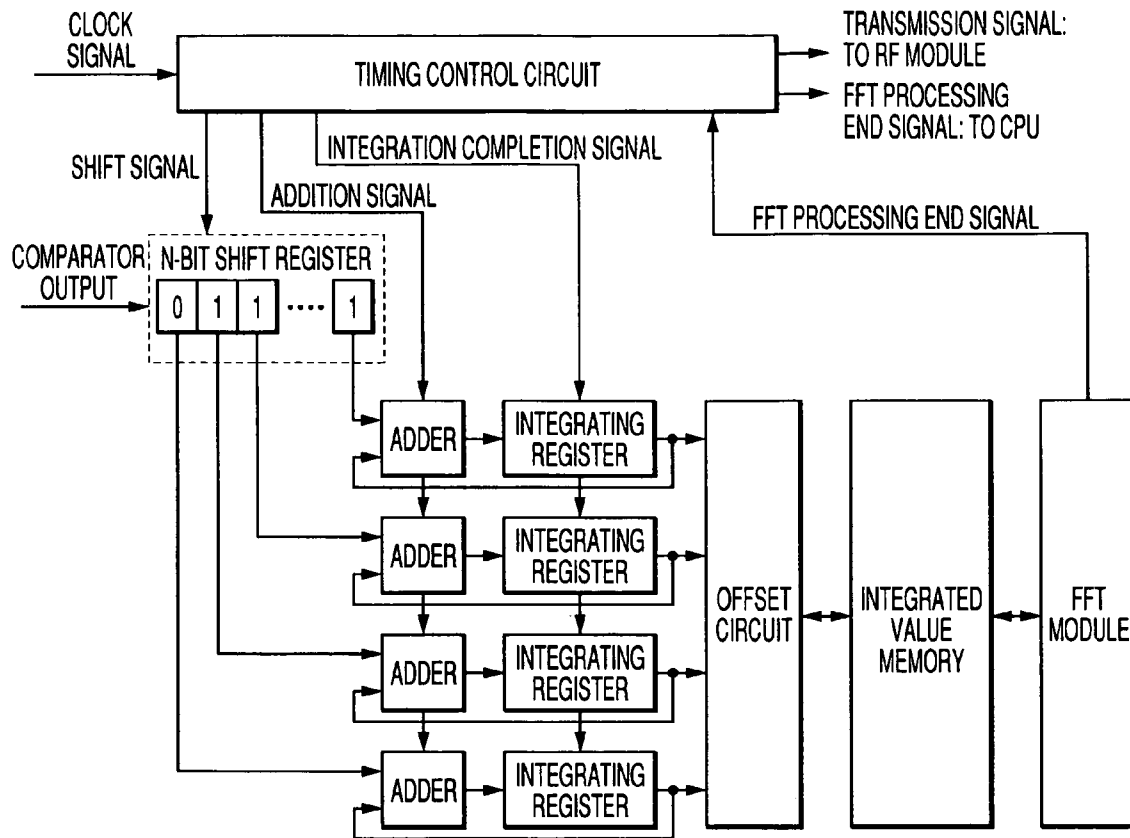 CLOCK
SIGNAL
TIMING CONTROL CIRCUIT
TRANSMISSION SIGNAL:
TO RF MODULE
FFT PROCESSING
END SIGNAL: TO CPU
SHIFT SIGNAL
INTEGRATION COMPLETION SIGNAL
ADDITION SIGNAL
FFT PROCESSING END SIGNAL
COMPARATOR
OUTPUT
N-BIT SHIFT REGISTER
0 1 1 ···· 1
ADDER
INTEGRATING
REGISTER
ADDER
INTEGRATING
REGISTER
ADDER
INTEGRATING
REGISTER
ADDER
INTEGRATING
REGISTER
OFFSET
CIRCUIT
INTEGRATED
VALUE
MEMORY
FFT
MODULE